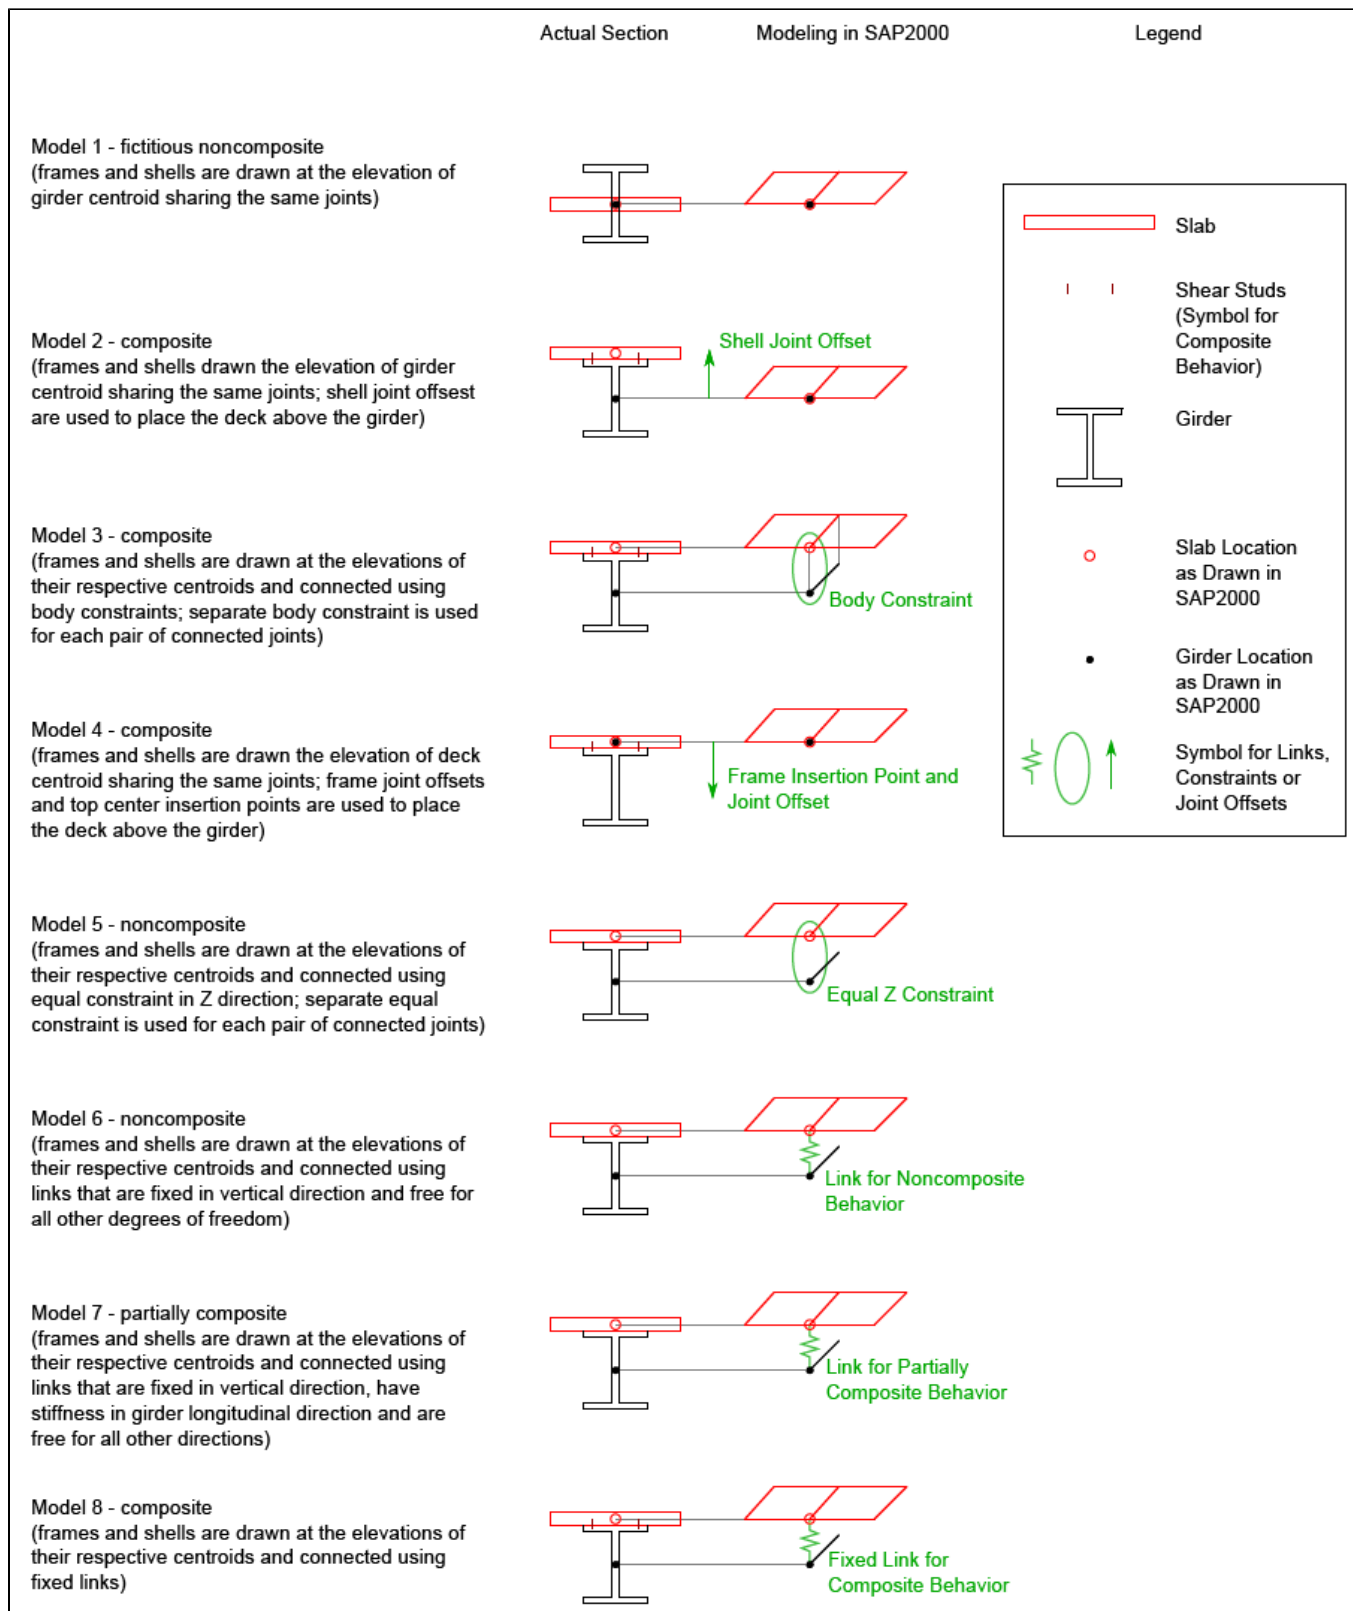 Actual Section
Modeling in SAP2000
Legend
Model 1 - fictitious noncomposite
(frames and shells are drawn at the elevation of
girder centroid sharing the same joints)
Model 2 - composite
(frames and shells drawn the elevation of girder
centroid sharing the same joints; shell joint offsest
are used to place the deck above the girder)
Shell Joint Offset
Model 3 - composite
(frames and shells are drawn at the elevations of
their respective centroids and connected using
body constraints; separate body constraint is used
for each pair of connected joints)
Body Constraint
Model 4 - composite
(frames and shells are drawn the elevation of deck
centroid sharing the same joints; frame joint offsets
and top center insertion points are used to place
the deck above the girder)
Frame Insertion Point and
Joint Offset
Model 5 - noncomposite
(frames and shells are drawn at the elevations of
their respective centroids and connected using
equal constraint in Z direction; separate equal
constraint is used for each pair of connected joints)
Equal Z Constraint
Model 6 - noncomposite
(frames and shells are drawn at the elevations of
their respective centroids and connected using
links that are fixed in vertical direction and free for
all other degrees of freedom)
Link for Noncomposite
Behavior
Model 7 - partially composite
(frames and shells are drawn at the elevations of
their respective centroids and connected using
links that are fixed in vertical direction, have
stiffness in girder longitudinal direction and are
free for all other directions)
Link for Partially
Composite Behavior
Model 8 - composite
(frames and shells are drawn at the elevations of
their respective centroids and connected using
fixed links)
Fixed Link for
Composite Behavior
Slab
Shear Studs
(Symbol for
Composite
Behavior)
Girder
Slab Location
as Drawn in
SAP2000
Girder Location
as Drawn in
SAP2000
Symbol for Links,
Constraints or
Joint Offsets